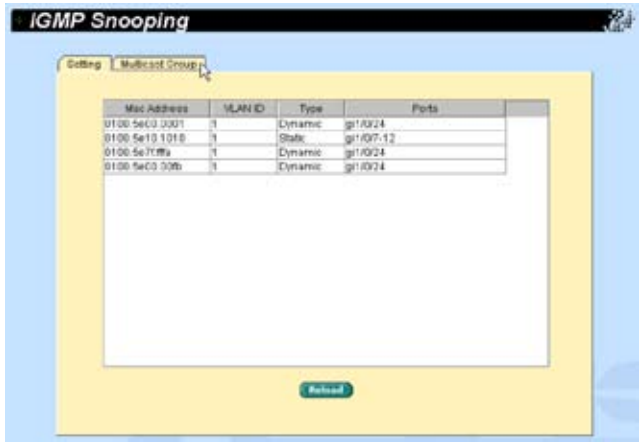 IGMP Snooping
Setting Multicast Group
Mac Address VLAN ID Type Ports
0100.5e00.0001 1 Dynamic gi1/0/24
0100.5e10.1010 1 Static gi1/0/7-12
0100.5e7f.fffa 1 Dynamic gi1/0/24
0100.5e00.00fb 1 Dynamic gi1/0/24
Reload